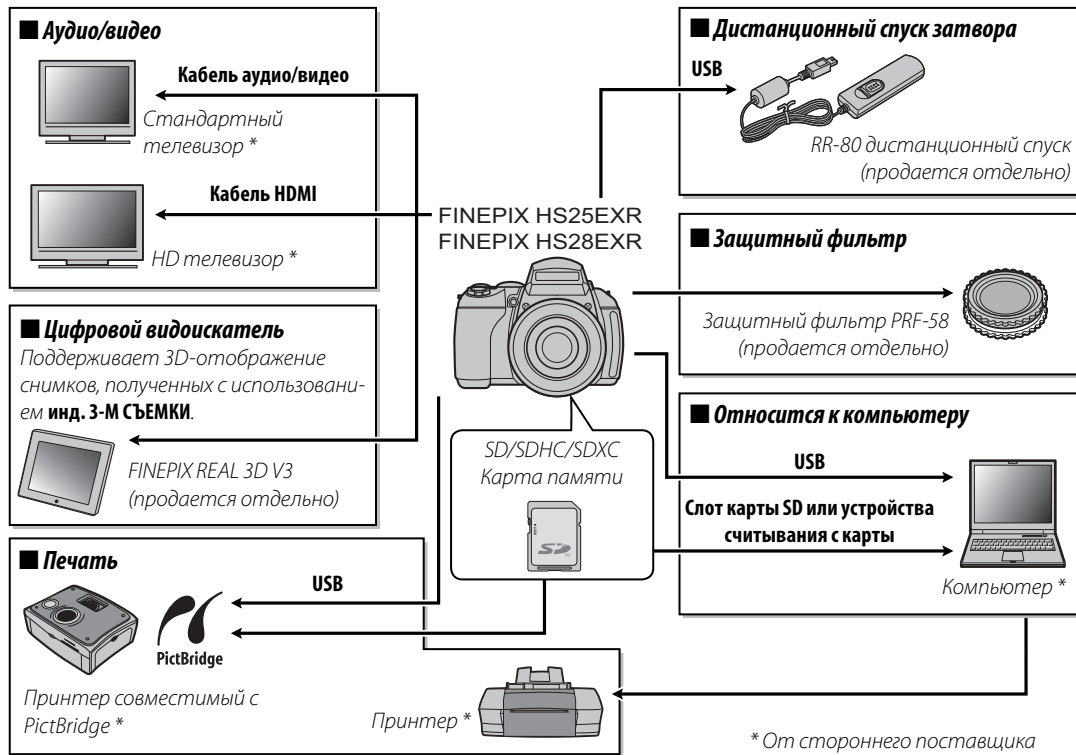 ■ Аудио/видео
Кабель аудио/видео
Стандартный
телевизор *
Кабель HDMI
HD телевизор *
■ Цифровой видоискатель
Поддерживает 3D-отображение
снимков, полученных с использовани-
ем инд. 3-М СЪЕМКИ.
FINEPIX REAL 3D V3
(продается отдельно)
■ Печать
USB
PictBridge
Принтер совместимый с
PictBridge *
Принтер *
FINEPIX HS25EXR
FINEPIX HS28EXR
SD/SDHC/SDXC
Карта памяти
SD
■ Дистанционный спуск затвора
USB
RR-80 дистанционный спуск
(продается отдельно)
■ Защитный фильтр
Защитный фильтр PRF-58
(продается отдельно)
■ Относится к компьютеру
USB
Слот карты SD или устройства
считывания с карты
Компьютер *
* От стороннего поставщика